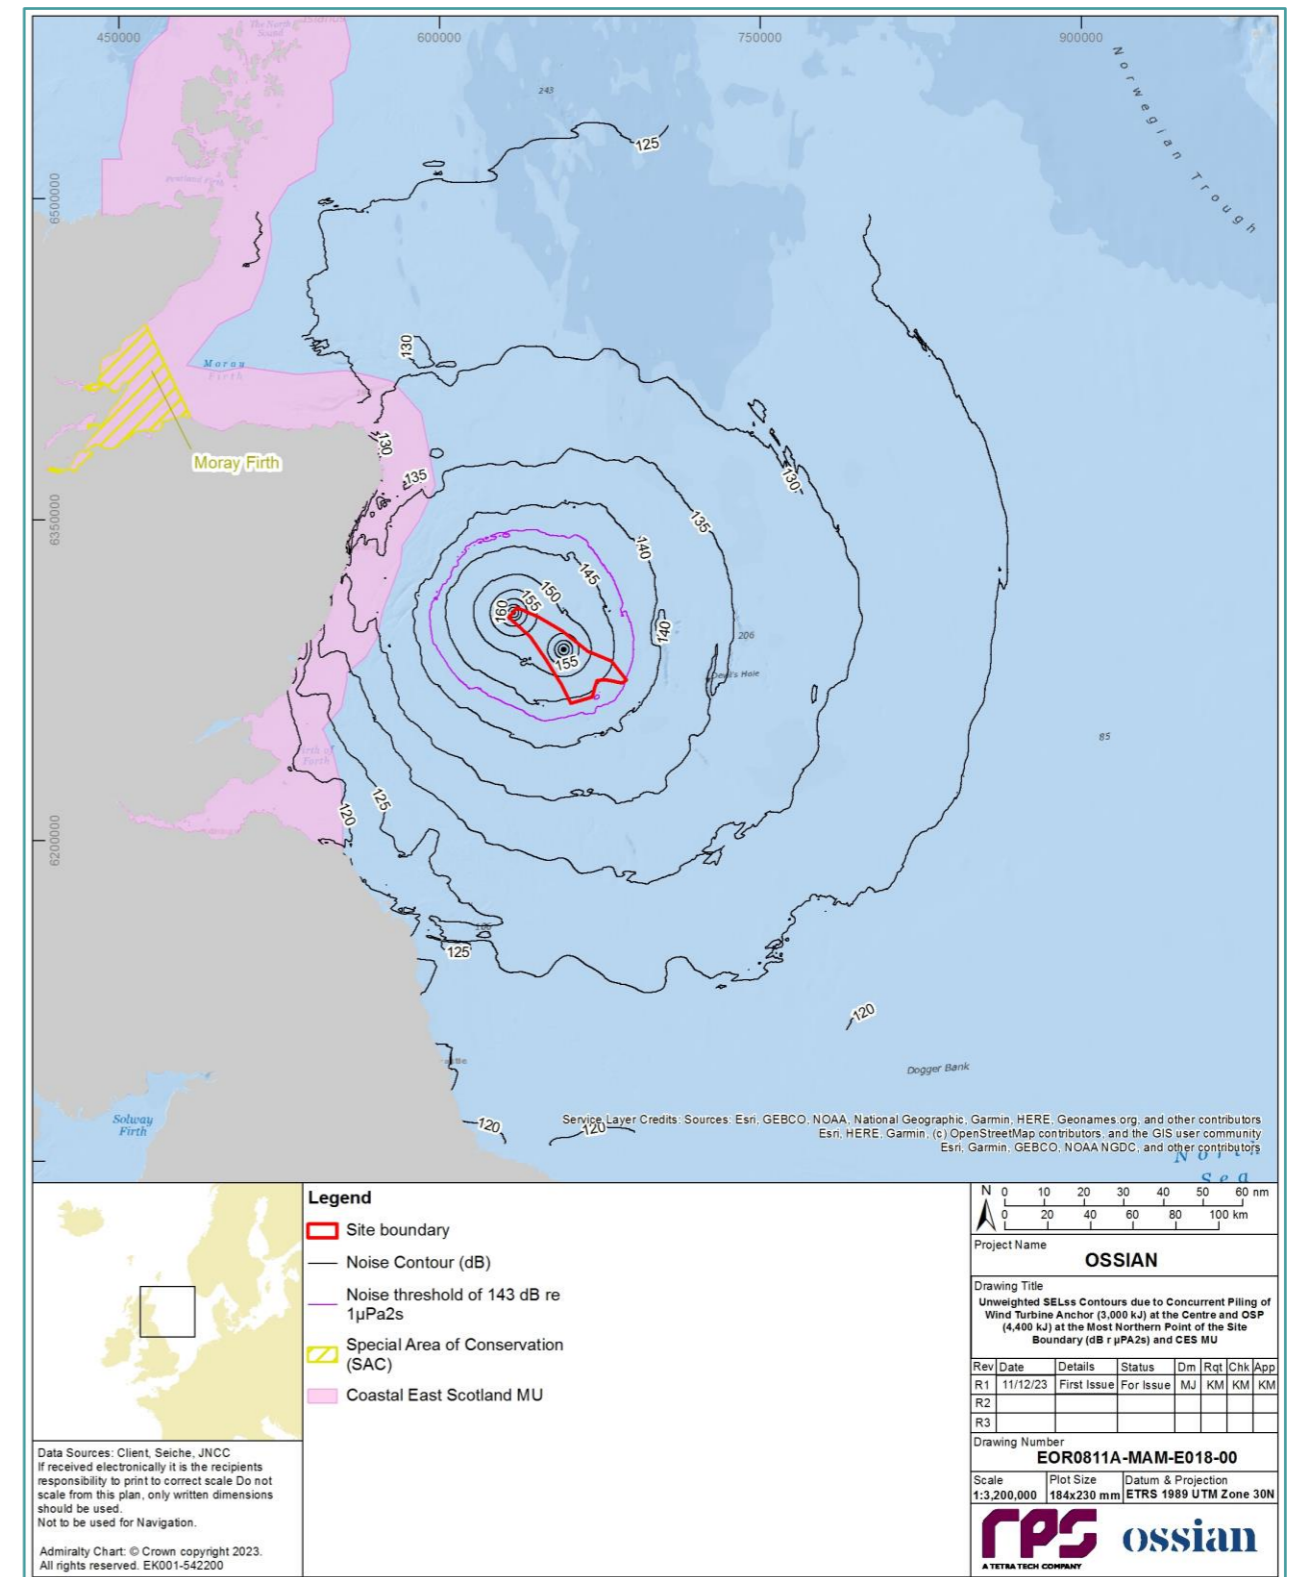 450000
600000
750000
900000
The North
Sound
243
Norwegian Trough
125
6500000
130
Moray
Firth
Moray Firth
130
135
130
135
6350000
140
145
150
155
160
140
206
Devil's Hole
155
85
Firth of
Forth
125
120
6200000
125
120
Dogger Bank
Solway
Firth
120
120
Service Layer Credits: Sources: Esri, GEBCO, NOAA, National Geographic, Garmin, HERE, Geonames.org, and other contributors
Esri, HERE, Garmin, (c) OpenStreetMap contributors, and the GIS user community
Esri, Garmin, GEBCO, NOAA NGDC, and other contributors
North
Sea
Legend
Site boundary
Noise Contour (dB)
Noise threshold of 143 dB re
1µPa2s
Special Area of Conservation
(SAC)
Coastal East Scotland MU
Data Sources: Client, Seiche, JNCC
If received electronically it is the recipients
responsibility to print to correct scale Do not
scale from this plan, only written dimensions
should be used.
Not to be used for Navigation.
Admiralty Chart: © Crown copyright 2023.
All rights reserved. EK001-542200
N 0 10 20 30 40 50 60 nm
0 20 40 60 80 100 km
Project Name
OSSIAN
Drawing Title
Unweighted SELss Contours due to Concurrent Piling of
Wind Turbine Anchor (3,000 kJ) at the Centre and OSP
(4,400 kJ) at the Most Northern Point of the Site
Boundary (dB r µPA2s) and CES MU
Rev Date Details Status Dm Rqt Chk App
R1 11/12/23 First Issue For Issue MJ KM KM KM
R2
R3
Drawing Number
EOR0811A-MAM-E018-00
Scale Plot Size Datum & Projection
1:3,200,000 184x230 mm ETRS 1989 UTM Zone 30N
rps ossian
A TETRA TECH COMPANY